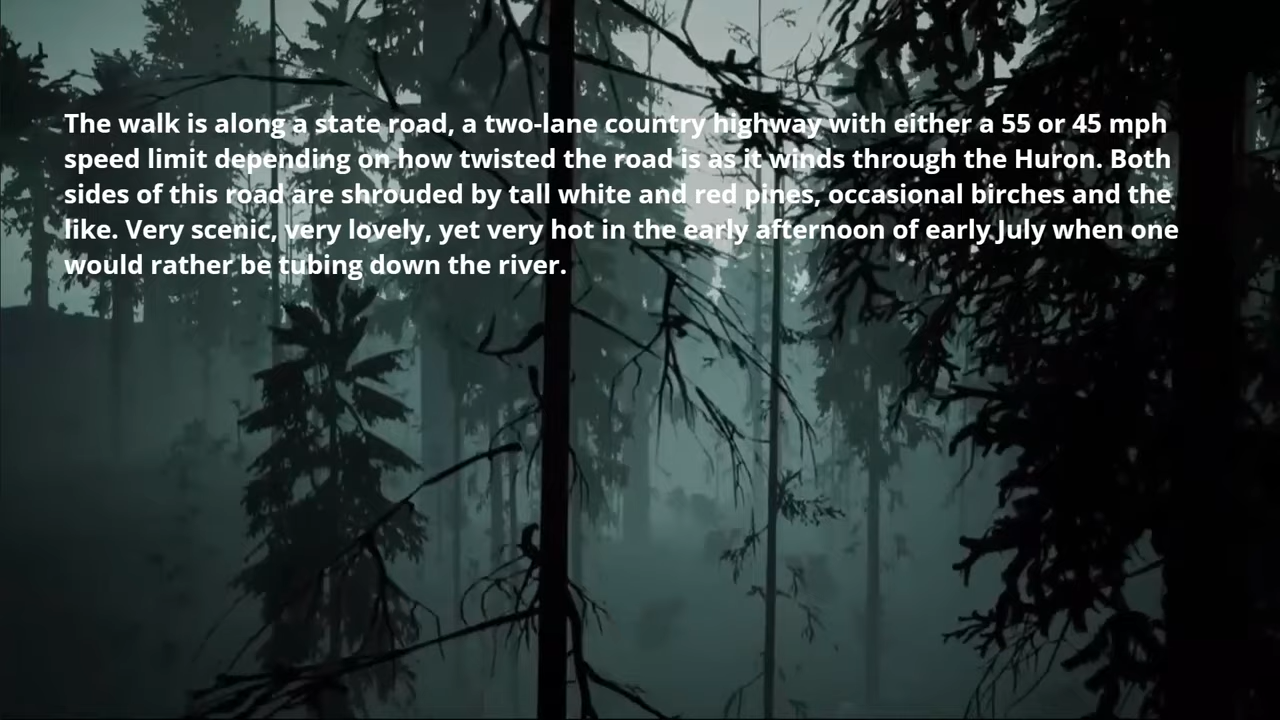 The walk is along a state road, a two-lane country highway with either a 55 or 45 mph
speed limit depending on how twisted the road is as it winds through the Huron. Both
sides of this road are shrouded by tall white and red pines, occasional birches and the
like. Very scenic, very lovely, yet very hot in the early afternoon of early July when one
would rather be tubing down the river.